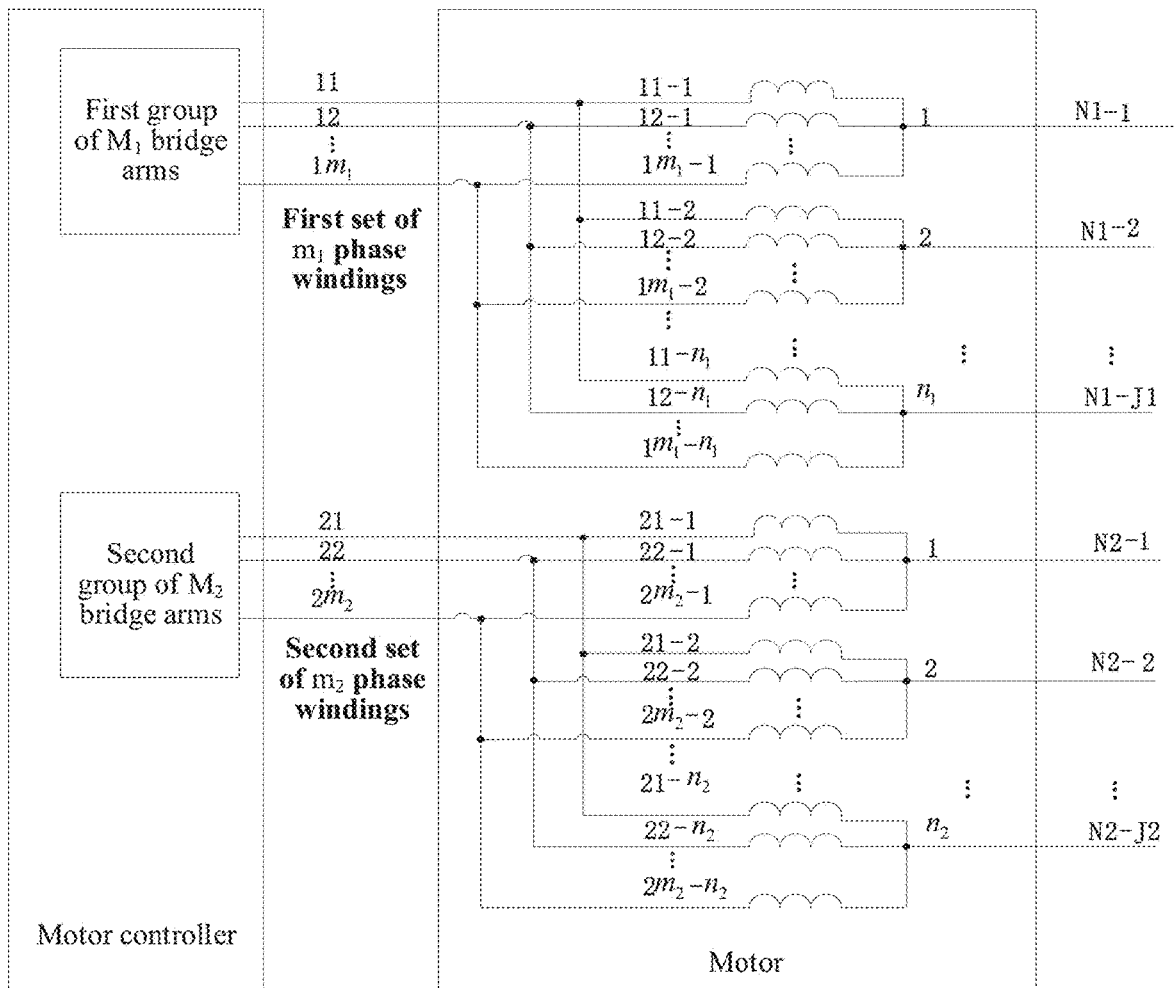 First group
of M₁ bridge
arms
11
12
⋮
1m₁
First set of
m₁ phase
windings
11-1
12-1
⋮
1m₁-1
1
N1-1
11-2
12-2
⋮
1m₁-2
⋮
2
N1-2
11-n₁
12-n₁
⋮
1m₁-n₁
n₁
N1-J1
Second
group of M₂
bridge arms
21
22
⋮
2m₂
Second set
of m₂ phase
windings
21-1
22-1
⋮
2m₂-1
1
N2-1
21-2
22-2
⋮
2m₂-2
⋮
2
N2-2
21-n₂
22-n₂
⋮
2m₂-n₂
n₂
N2-J2
Motor controller
Motor